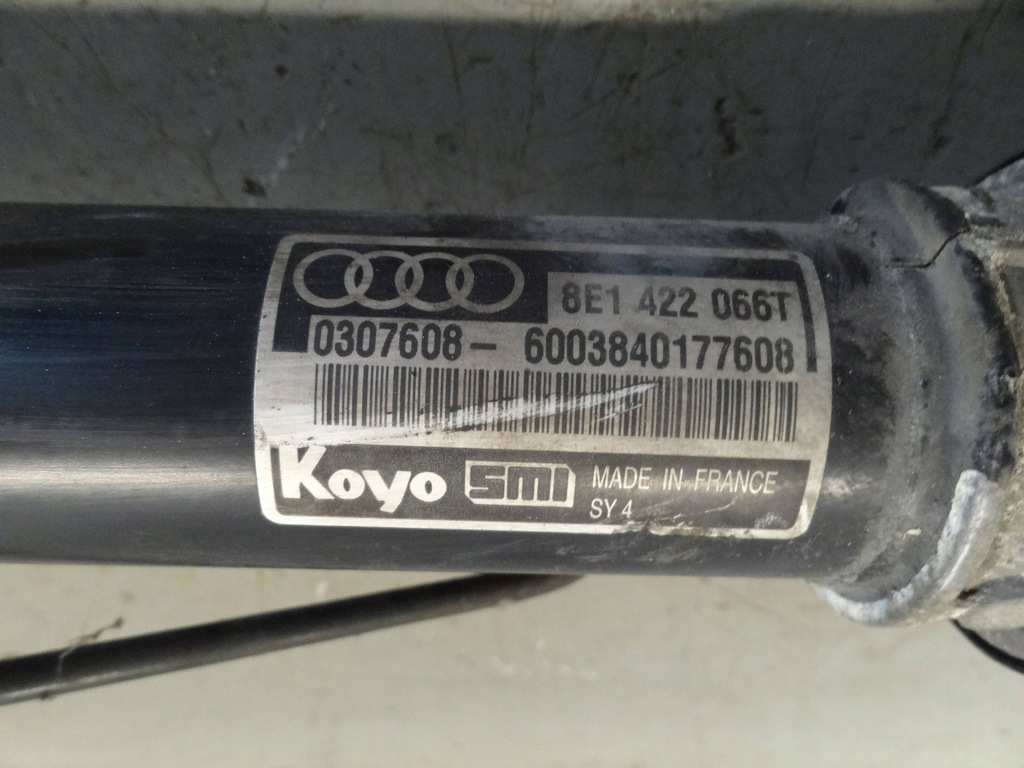 8E1 422 066T
0307608- 6003840177608
Koyo SMI MADE IN FRANCE
SY 4